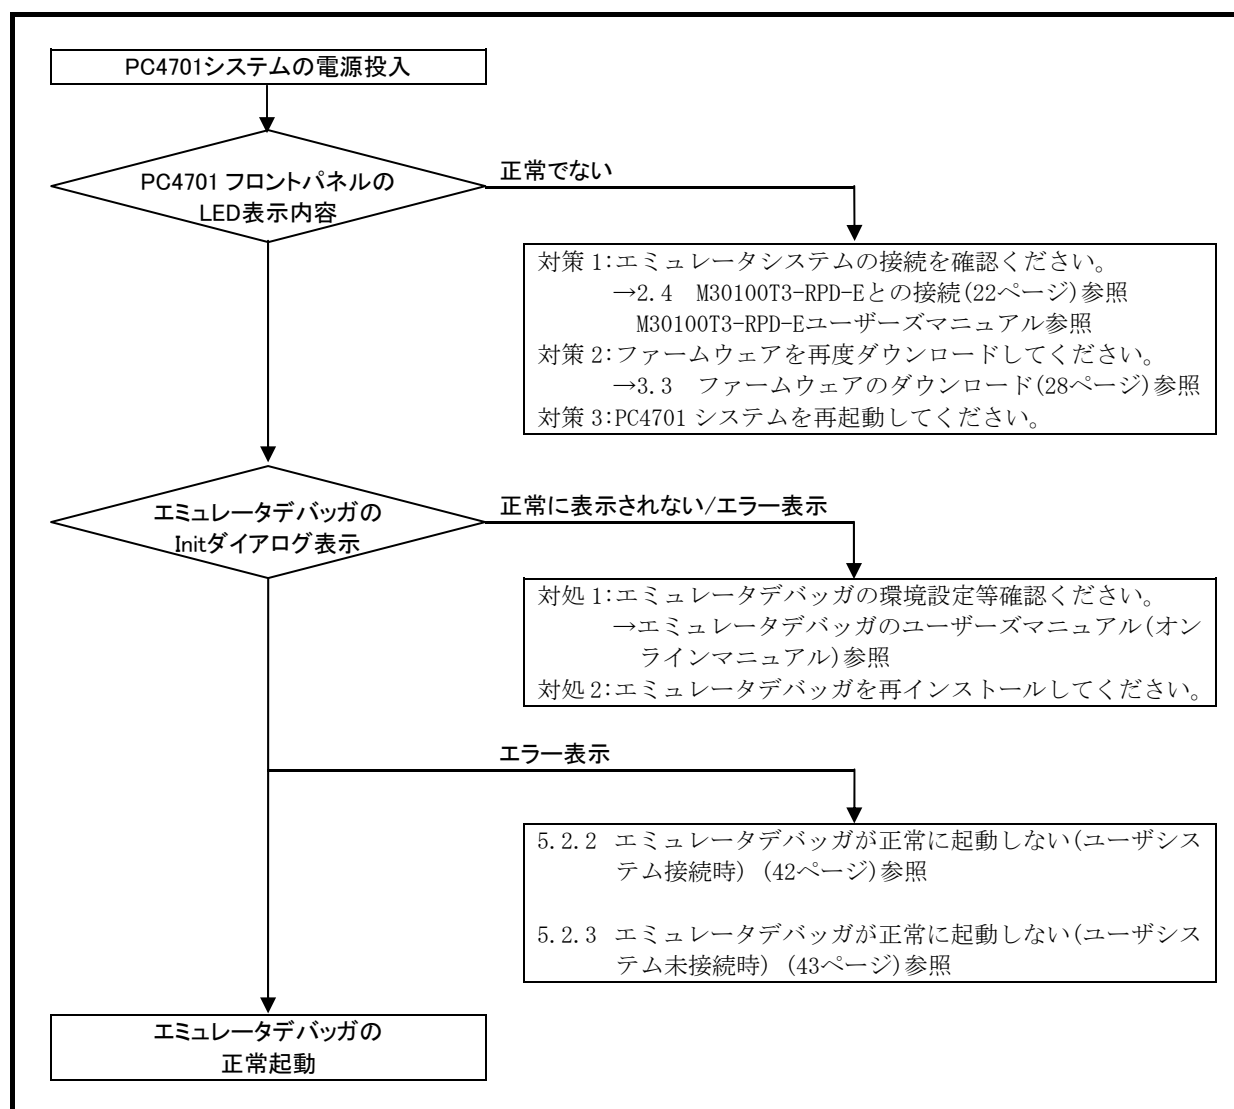 PC4701システムの電源投入
PC4701 フロントパネルの
LED表示内容
正常でない
対策 1:エミュレータシステムの接続を確認ください。
→2.4 M30100T3-RPD-Eとの接続(22ページ)参照
M30100T3-RPD-Eユーザーズマニュアル参照
対策 2:ファームウェアを再度ダウンロードしてください。
→3.3 ファームウェアのダウンロード(28ページ)参照
対策 3:PC4701 システムを再起動してください。
エミュレータデバッガの
Initダイアログ表示
正常に表示されない/エラー表示
対処 1:エミュレータデバッガの環境設定等確認ください。
→エミュレータデバッガのユーザーズマニュアル(オン
ラインマニュアル)参照
対処 2:エミュレータデバッガを再インストールしてください。
エラー表示
5.2.2 エミュレータデバッガが正常に起動しない(ユーザシス
テム接続時) (42ページ)参照
5.2.3 エミュレータデバッガが正常に起動しない(ユーザシス
テム未接続時) (43ページ)参照
エミュレータデバッガの
正常起動